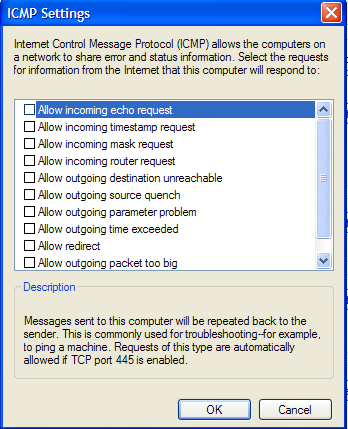 ICMP Settings
Internet Control Message Protocol (ICMP) allows the computers on
a network to share error and status information. Select the requests
for information from the Internet that this computer will respond to:
Allow incoming echo request
Allow incoming timestamp request
Allow incoming mask request
Allow incoming router request
Allow outgoing destination unreachable
Allow outgoing source quench
Allow outgoing parameter problem
Allow outgoing time exceeded
Allow redirect
Allow outgoing packet too big
Description
Messages sent to this computer will be repeated back to the
sender. This is commonly used for troubleshooting--for example,
to ping a machine. Requests of this type are automatically
allowed if TCP port 445 is enabled.
OK
Cancel